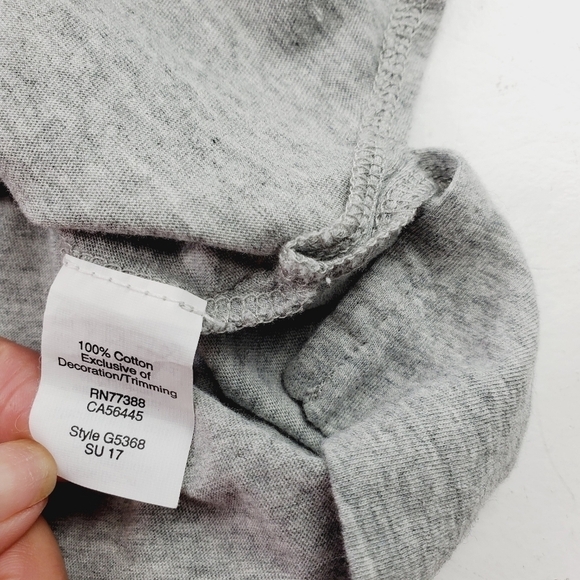 100% Cotton
Exclusive of
Decoration/Trimming
RN77388
CA56445
Style G5368
SU 17